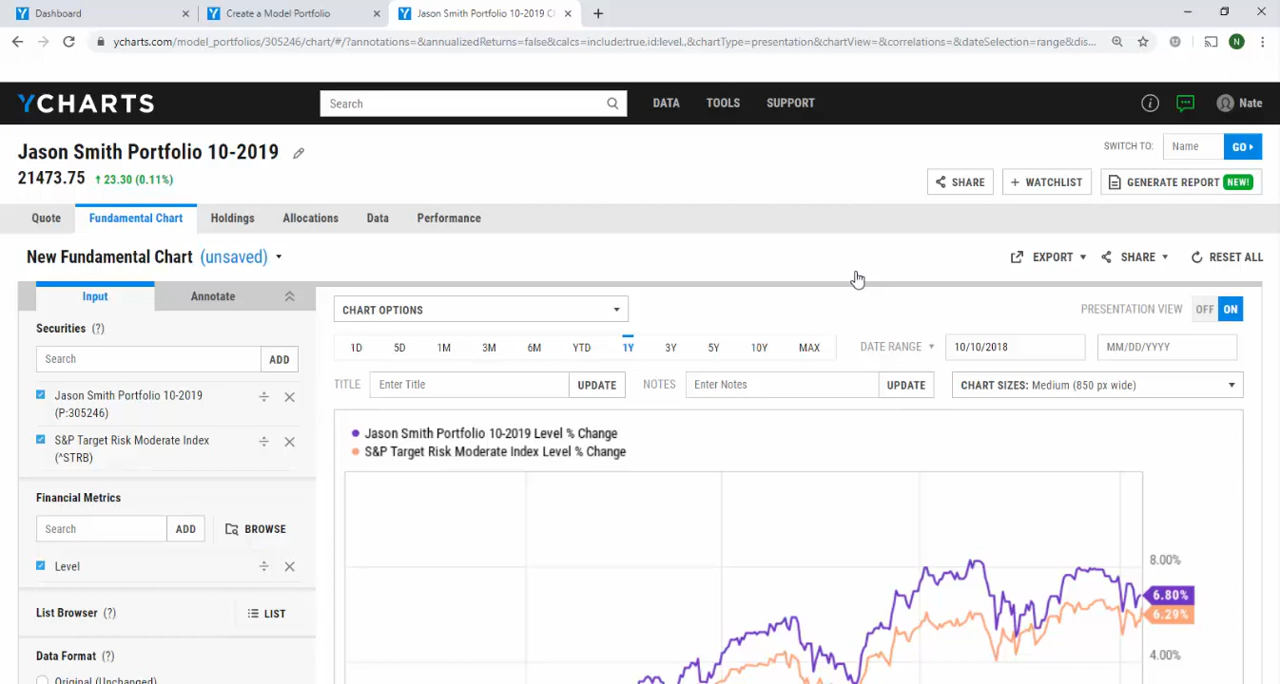 Dashboard
Create a Model Portfolio
Jason Smith Portfolio 10-2019 C
ycharts.com/model_portfolios/305246/chart/#/?annotations=&annualizedReturns=false&calcs=include:true,id:level,,&chartType=presentation&chartView=&correlations=&dateSelection=range&dis...
N
YCHARTS
Search
DATA
TOOLS
SUPPORT
Nate
Jason Smith Portfolio 10-2019
SWITCH TO:
Name
GO
21473.75
23.30 (0.11%)
SHARE
+ WATCHLIST
GENERATE REPORT NEW!
Quote
Fundamental Chart
Holdings
Allocations
Data
Performance
New Fundamental Chart (unsaved)
EXPORT
SHARE
RESET ALL
Input
Annotate
CHART OPTIONS
PRESENTATION VIEW
OFF
ON
Securities (?)
1D
5D
1M
3M
6M
YTD
1Y
3Y
5Y
10Y
MAX
DATE RANGE
10/10/2018
MM/DD/YYYY
Search
ADD
TITLE
Enter Title
UPDATE
NOTES
Enter Notes
UPDATE
CHART SIZES: Medium (850 px wide)
Jason Smith Portfolio 10-2019
(P:305246)
S&P Target Risk Moderate Index
(^STRB)
Jason Smith Portfolio 10-2019 Level % Change
S&P Target Risk Moderate Index Level % Change
Financial Metrics
Search
ADD
BROWSE
Level
List Browser (?)
LIST
Data Format (?)
Original (Unchanged)
8.00%
6.80%
6.29%
4.00%